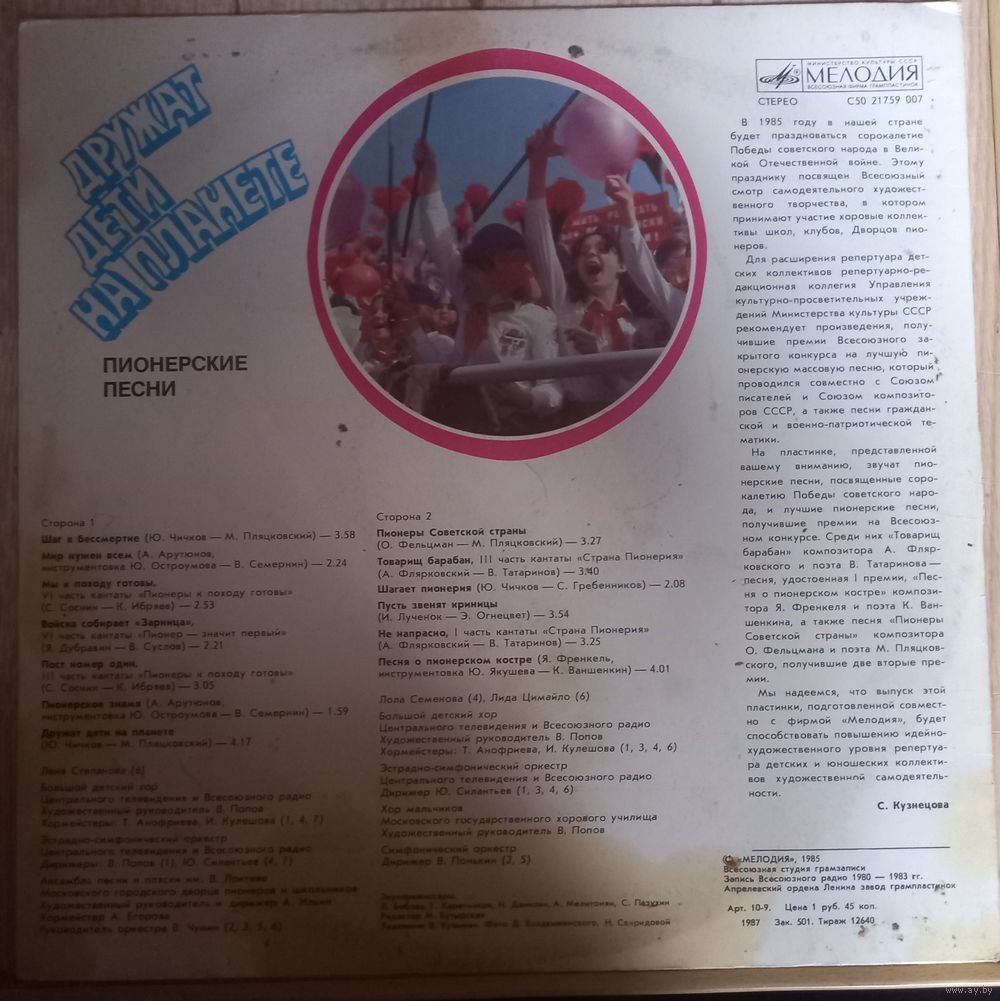 ДРУЖАТ
ДЕТИ
НА ПЛАНЕТЕ
ПИОНЕРСКИЕ
ПЕСНИ
МИНИСТЕРСТВО КУЛЬТУРЫ СССР
МЕЛОДИЯ
ВСЕСОЮЗНАЯ ФИРМА ГРАМПЛАСТИНОК
СТЕРЕО С50 21759 007
В 1985 году в нашей стране
будет праздноваться сорокалетие
Победы советского народа в Вели-
кой Отечественной войне. Этому
празднику посвящен Всесоюзный
смотр самодеятельного художест-
венного творчества, в котором
принимают участие хоровые коллек-
тивы школ, клубов, Дворцов пио-
неров.
Для расширения репертуара дет-
ских коллективов репертуарно-ре-
дакционная коллегия Управления
культурно-просветительных учреж-
дений Министерства культуры СССР
рекомендует произведения, полу-
чившие премии Всесоюзного за-
крытого конкурса на лучшую пи-
онерскую массовую песню, который
проводился совместно с Союзом
писателей и Союзом композито-
ров СССР, а также песни граждан-
ской и военно-патриотической те-
матики.
На пластинке, представленной
вашему вниманию, звучат пио-
нерские песни, посвященные соро-
калетию Победы советского наро-
да, и лучшие пионерские песни,
получившие премии на Всесоюз-
ном конкурсе. Среди них «Товарищ
барабан» композитора А. Фляр-
ковского и поэта В. Татаринова —
песня, удостоенная I премии, «Пес-
ня о пионерском костре» компози-
тора Я. Френкеля и поэта К. Ван-
шенкина, а также песня «Пионеры
Советской страны» композитора
О. Фельцмана и поэта М. Пляцков-
ского, получившие две вторые пре-
мии.
Мы надеемся, что выпуск этой
пластинки, подготовленной совмест-
но с фирмой «Мелодия», будет
способствовать повышению идейно-
художественного уровня репертуа-
ра детских и юношеских коллекти-
вов художественной самодеятель-
ности.
С. Кузнецова
Сторона 1
Шаг в бессмертие (Ю. Чичков — М. Пляцковский) — 3.58
Мир нужен всем (А. Арутюнов,
инструментовка Ю. Остроумова — В. Семернин) — 2.24
Мы к походу готовы,
VI часть кантаты «Пионеры к походу готовы»
(С. Соснин — К. Ибряев) — 2.53
Войска собирает «Зарница»,
VI часть кантаты «Пионер — значит первый»
(Я. Дубравин — В. Суслов) — 2.21
Пост номер один,
III часть кантаты «Пионеры к походу готовы»
(С. Соснин — К. Ибряев) — 3.05
Пионерское знамя (А. Арутюнов,
инструментовка Ю. Остроумова — В. Семернин) — 1.59
Дружат дети на планете
(Ю. Чичков — М. Пляцковский) — 4.17
Лена Степанова (6)
Большой детский хор
Центрального телевидения и Всесоюзного радио
Художественный руководитель В. Попов
Хормейстеры: Т. Анофриева, И. Кулешова (1, 4, 7)
Эстрадно-симфонический оркестр
Центрального телевидения и Всесоюзного радио
Дирижеры: В. Попов (1), Ю. Силантьев (4, 7)
Ансамбль песни и пляски им. В. Локтева
Московского городского дворца пионеров и школьников
Художественный руководитель и дирижер А. Ильин
Хормейстер А. Егорова
Руководитель оркестра В. Чунин (2, 3, 5, 6)
Сторона 2
Пионеры Советской страны
(О. Фельцман — М. Пляцковский) — 3.27
Товарищ барабан, III часть кантаты «Страна Пионерия»
(А. Флярковский — В. Татаринов) — 3.40
Шагает пионерия (Ю. Чичков — С. Гребенников) — 2.08
Пусть звенят криницы
(И. Лученок — Э. Огнецвет) — 3.54
Не напрасно, I часть кантаты «Страна Пионерия»
(А. Флярковский — В. Татаринов) — 3.25
Песня о пионерском костре (Я. Френкель,
инструментовка Ю. Якушева — К. Ваншенкин) — 4.01
Лола Семенова (4), Лида Цимайло (6)
Большой детский хор
Центрального телевидения и Всесоюзного радио
Художественный руководитель В. Попов
Хормейстеры: Т. Анофриева, И. Кулешова (1, 3, 4, 6)
Эстрадно-симфонический оркестр
Центрального телевидения и Всесоюзного радио
Дирижер Ю. Силантьев (1, 3, 4, 6)
Хор мальчиков
Московского государственного хорового училища
Художественный руководитель В. Попов
Симфонический оркестр
Дирижер В. Понькин (2, 5)
Звукорежиссеры:
Л. Бобова, Г. Н. Данилин, А. Мелитонян, С. Пазухин
Редактор М. Бутырская
Художник В. Фото Д. Воздвиженского, Н. Свиридовой
© «МЕЛОДИЯ», 1985
Всесоюзная студия грамзаписи
Запись Всесоюзного радио 1980 — 1983 гг.
Апрелевский ордена Ленина завод грампластинок
Арт. 10-9. Цена 1 руб. 45 коп.
1987 Зак. 501. Тираж 12640
www.ay.by